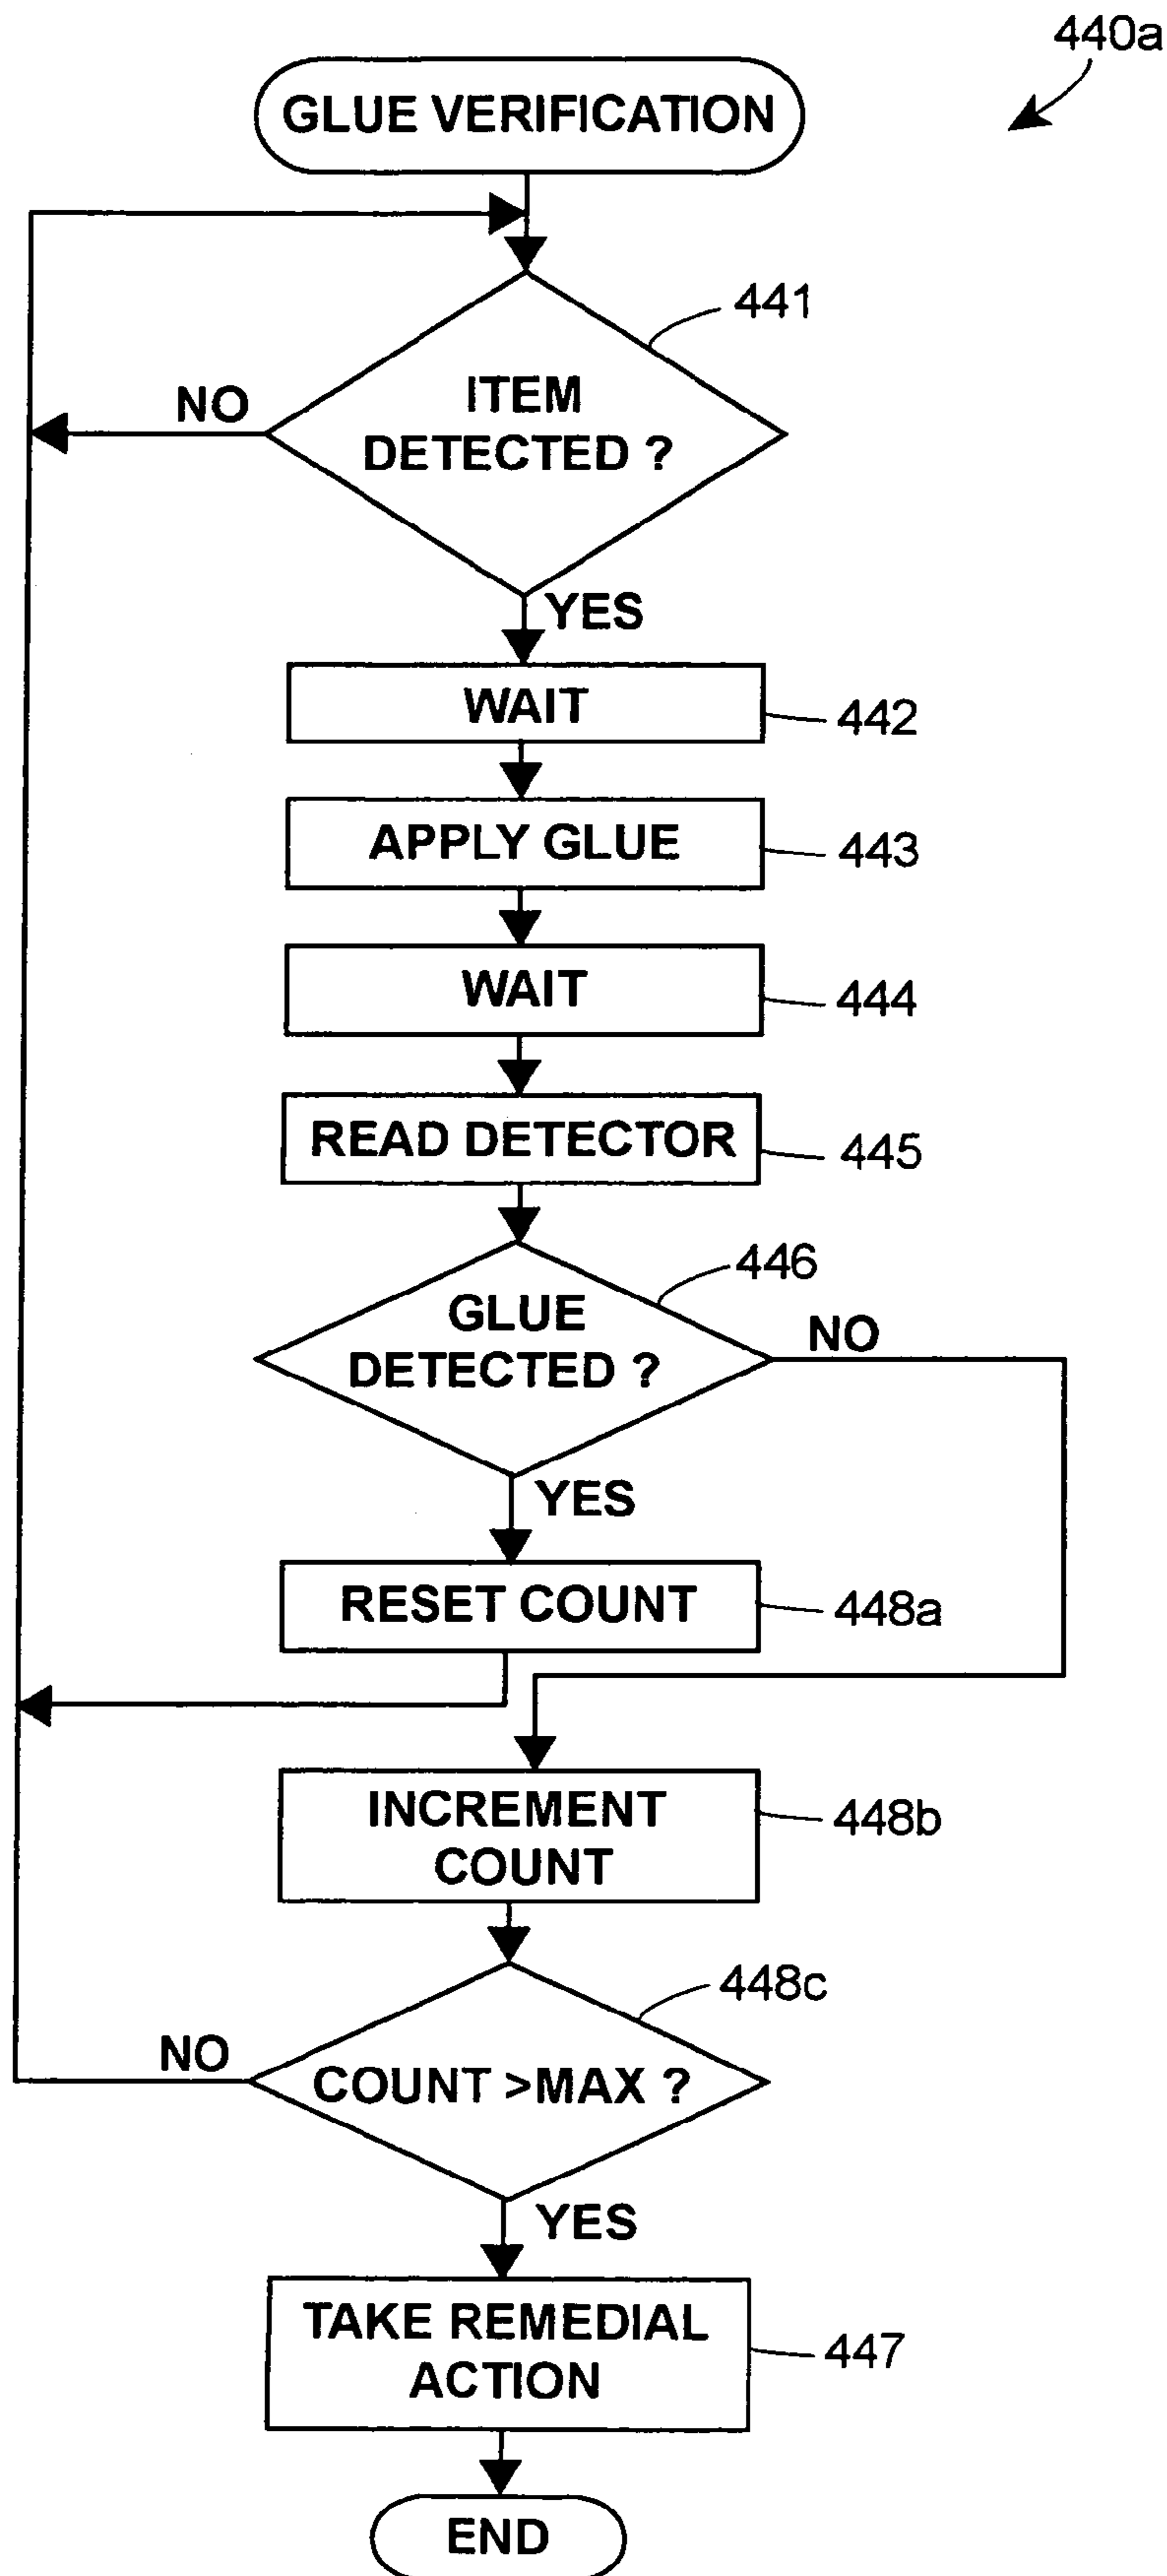 440a
GLUE VERIFICATION
441
ITEM
DETECTED ?
NO
YES
WAIT
442
APPLY GLUE
443
WAIT
444
READ DETECTOR
445
446
GLUE
DETECTED ?
NO
YES
RESET COUNT
448a
INCREMENT
COUNT
448b
448c
NO
COUNT >MAX ?
YES
TAKE REMEDIAL
ACTION
447
END